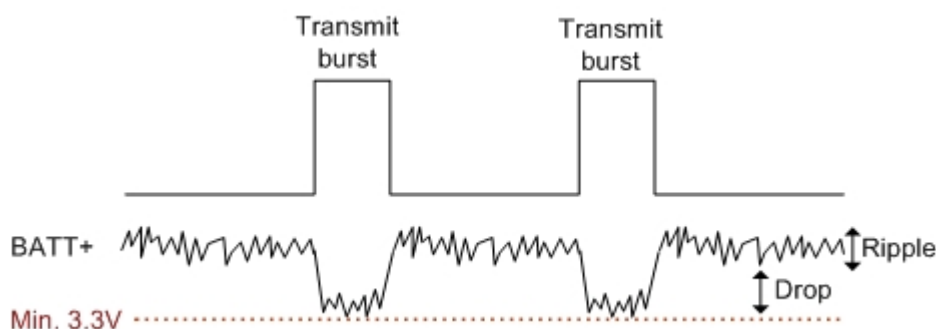 Transmit
burst
Transmit
burst
BATT+
Ripple
Drop
Min. 3.3V